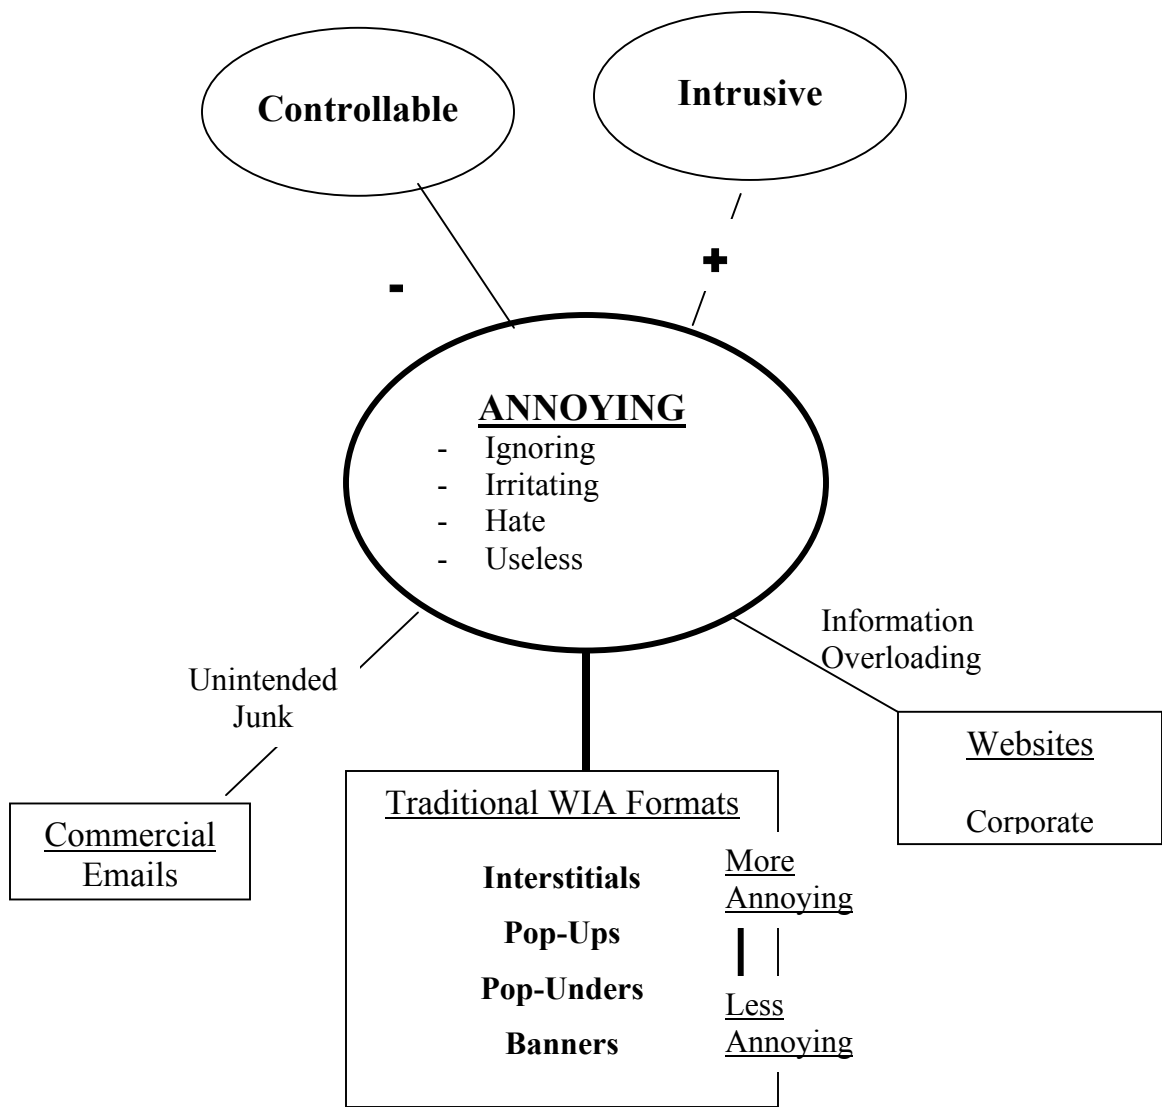 Controllable
Intrusive
-
+
ANNOYING
- Ignoring
- Irritating
- Hate
- Useless
Unintended
Junk
Information
Overloading
Commercial
Emails
Traditional WIA Formats
Interstitials
Pop-Ups
Pop-Unders
Banners
More
Annoying
Less
Annoying
Websites
Corporate